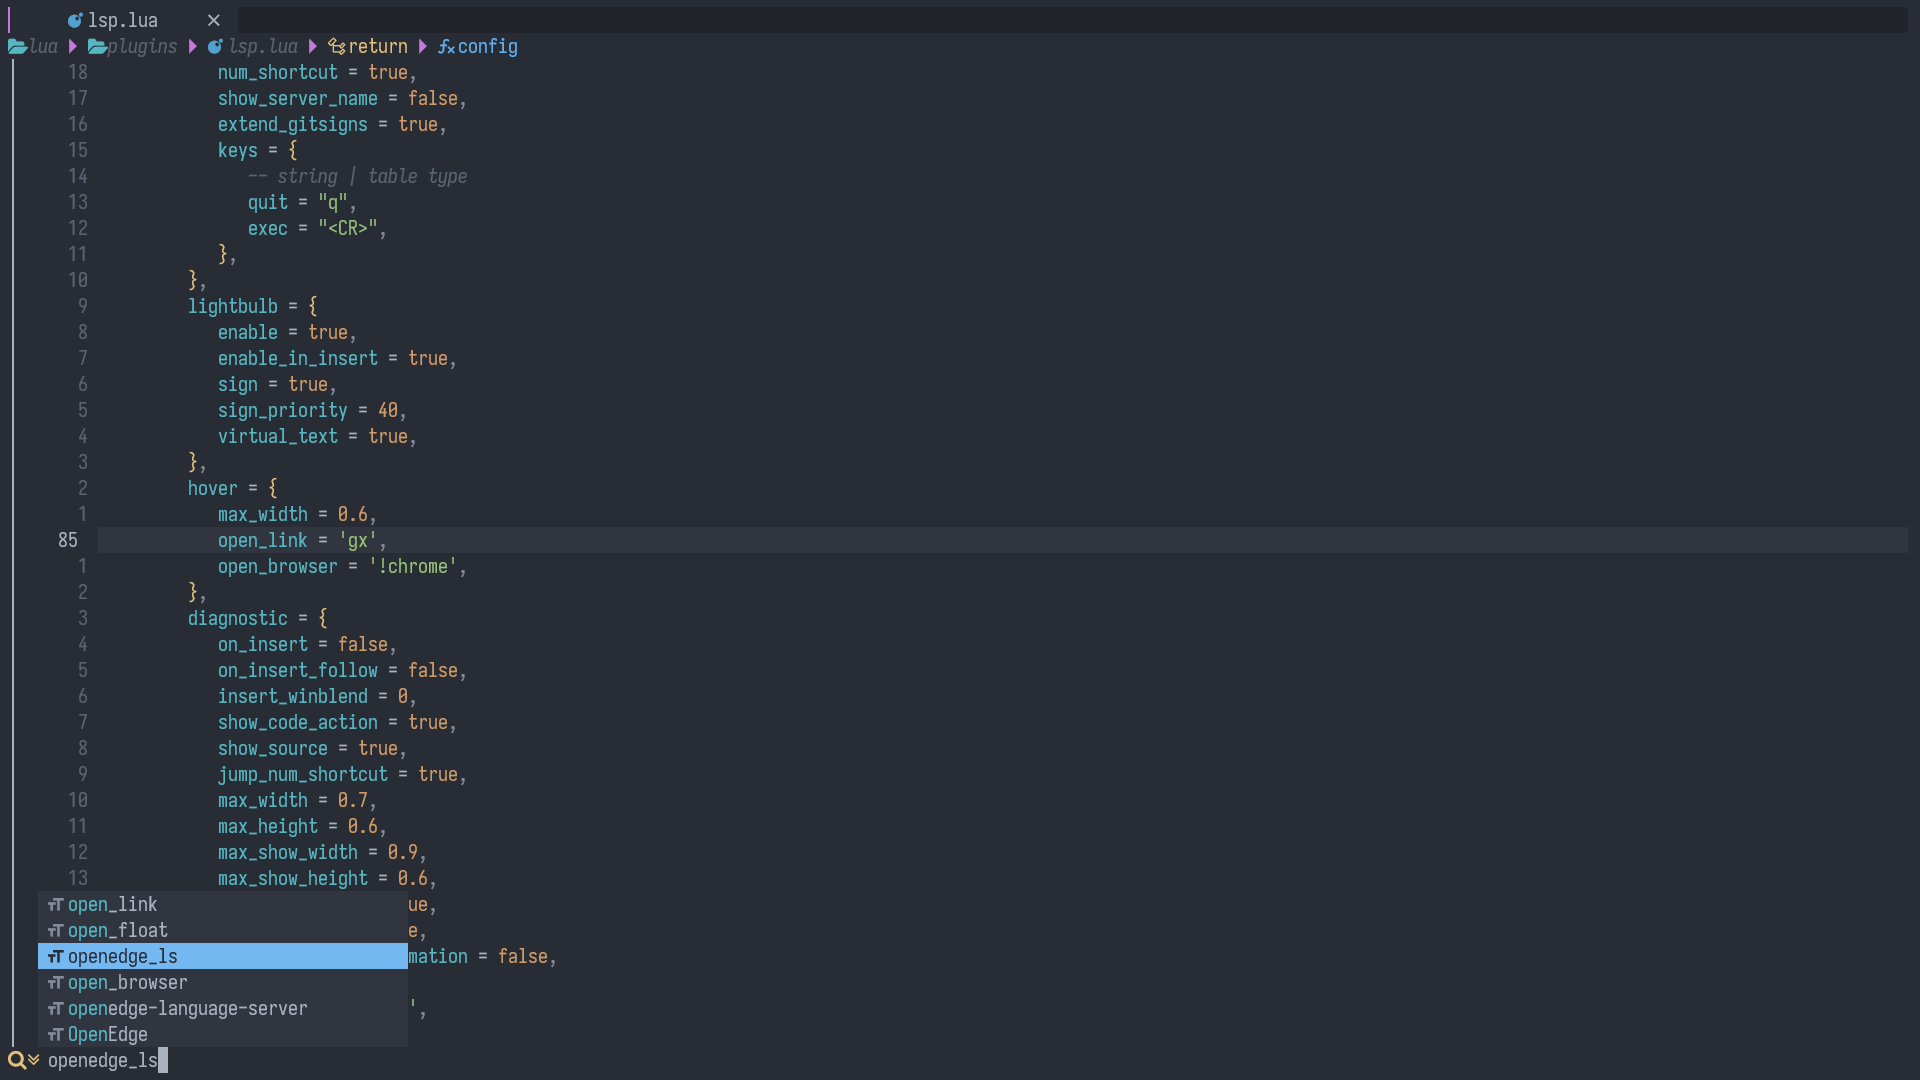 lsp.lua
lua plugins lsp.lua return config
18 num_shortcut = true,
17 show_server_name = false,
16 extend_gitsigns = true,
15 keys = {
14 -- string | table type
13 quit = "q",
12 exec = "<CR>",
11 },
10 },
9 lightbulb = {
8 enable = true,
7 enable_in_insert = true,
6 sign = true,
5 sign_priority = 40,
4 virtual_text = true,
3 },
2 hover = {
1 max_width = 0.6,
85 open_link = 'gx',
1 open_browser = '!chrome',
2 },
3 diagnostic = {
4 on_insert = false,
5 on_insert_follow = false,
6 insert_winblend = 0,
7 show_code_action = true,
8 show_source = true,
9 jump_num_shortcut = true,
10 max_width = 0.7,
11 max_height = 0.6,
12 max_show_width = 0.9,
13 max_show_height = 0.6,
open_link ue,
open_float e,
openedge_ls mation = false,
open_browser
openedge-language-server ',
OpenEdge
openedge_ls